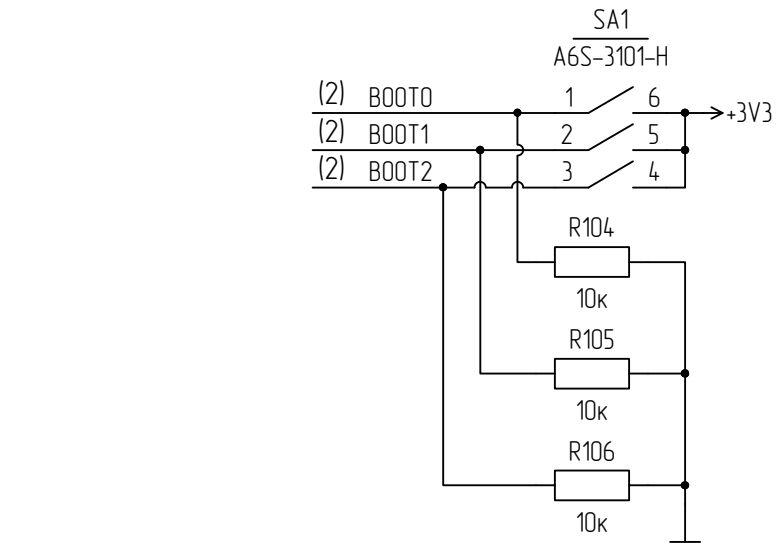 SA1
A6S-3101-H
(2) BOOT0 1 6 +3V3
(2) BOOT1 2 5
(2) BOOT2 3 4
R104
10к
R105
10к
R106
10к